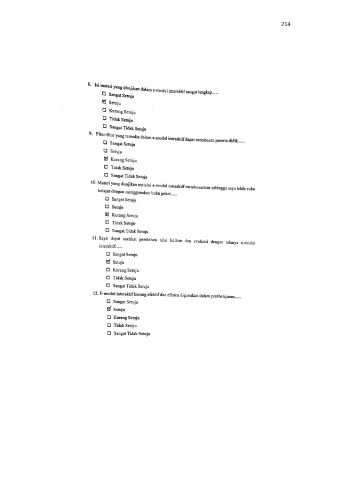 214
8. Isi materi yang disajikan dalam e-modul interaktif sangat lengkap......
☐ Sangat Setuju
☑ Setuju
☐ Kurang Setuju
☐ Tidak Setuju
☐ Sangat Tidak Setuju
9. Fitur-fitur yang tersedia dalam e-modul interaktif dapat membantu peserta didik......
☐ Sangat Setuju
☐ Setuju
☑ Kurang Setuju
☐ Tidak Setuju
☐ Sangat Tidak Setuju
10. Materi yang disajikan melalui e-modul interaktif membosankan sehingga saya lebih suka
belajar dengan menggunakan buku paket......
☐ Sangat Setuju
☐ Setuju
☑ Kurang Setuju
☐ Tidak Setuju
☐ Sangat Tidak Setuju
11. Saya dapat melihat perolehan nilai latihan dan evaluasi dengan adanya e-modul
interaktif......
☐ Sangat Setuju
☑ Setuju
☐ Kurang Setuju
☐ Tidak Setuju
☐ Sangat Tidak Setuju
12. E-modul interaktif kurang efektif dan efisien digunakan dalam pembelajaran......
☐ Sangat Setuju
☑ Setuju
☐ Kurang Setuju
☐ Tidak Setuju
☐ Sangat Tidak Setuju